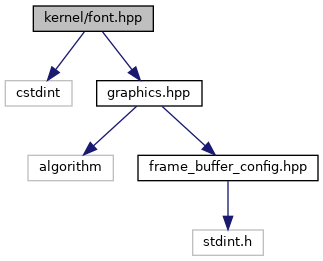 kernel/font.hpp
cstdint
graphics.hpp
algorithm
frame_buffer_config.hpp
stdint.h